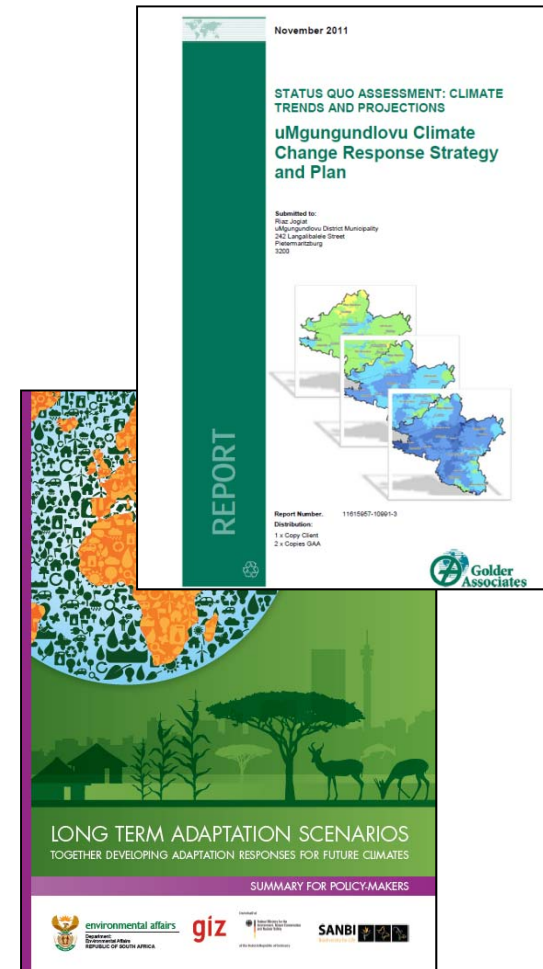 November 2011
STATUS QUO ASSESSMENT: CLIMATE
TRENDS AND PROJECTIONS
uMgungundlovu Climate
Change Response Strategy
and Plan
Submitted to:
Riaz Jogiat
uMgungundlovu District Municipality
242 Langalibalele Street
Pietermaritzburg
3200
REPORT
Report Number. 11615957-10991-3
Distribution:
1 x Copy Client
2 x Copies GAA
Golder
Associates
LONG TERM ADAPTATION SCENARIOS
TOGETHER DEVELOPING ADAPTATION RESPONSES FOR FUTURE CLIMATES
SUMMARY FOR POLICY-MAKERS
environmental affairs
Department:
Environmental Affairs
REPUBLIC OF SOUTH AFRICA
giz
SANBI